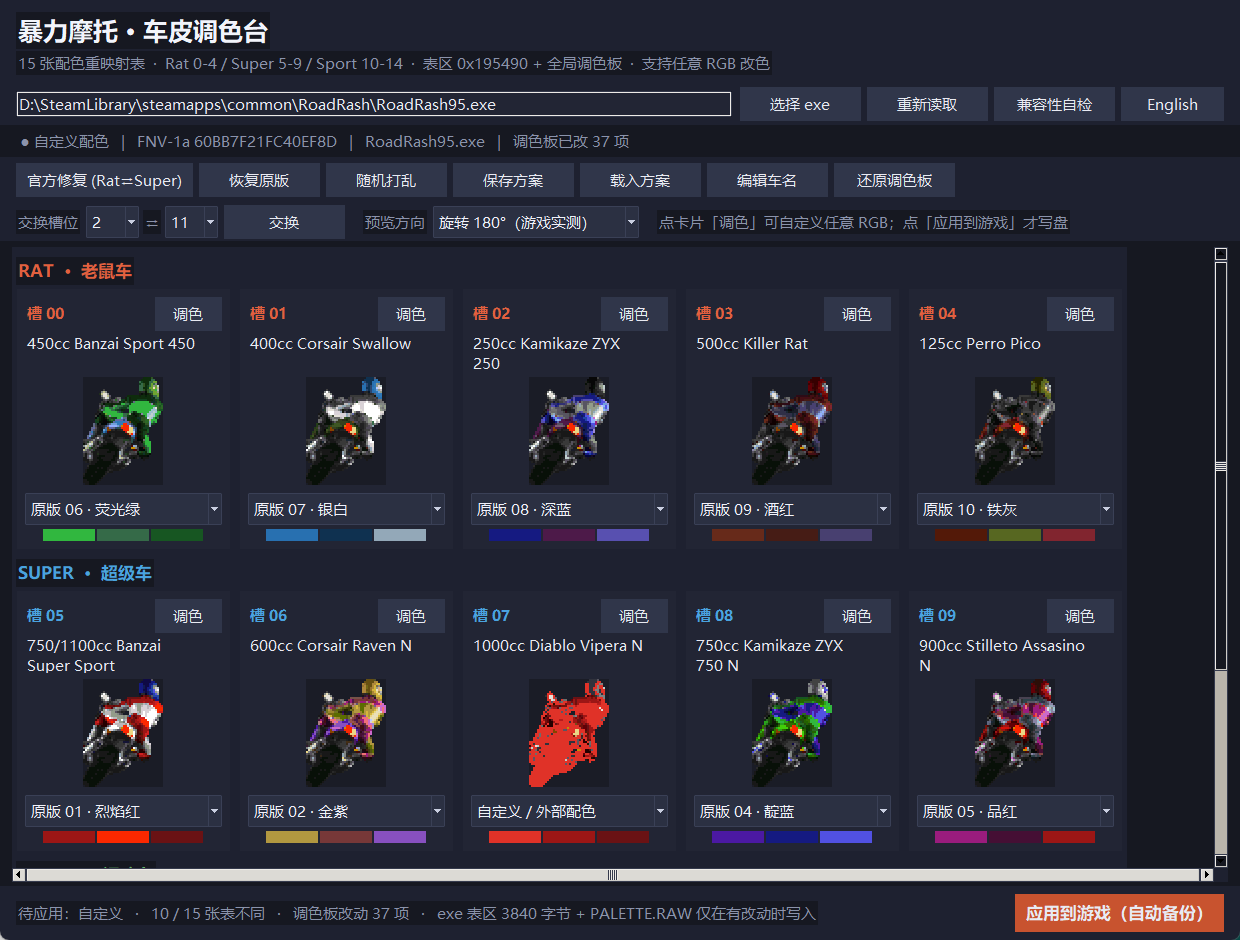 暴力摩托 • 车皮调色台
15 张配色重映射表 · Rat 0-4 / Super 5-9 / Sport 10-14 · 表区 0x195490 + 全局调色板 · 支持任意 RGB 改色
D:\SteamLibrary\steamapps\common\RoadRash\RoadRash95.exe 选择 exe 重新读取 兼容性自检 English
● 自定义配色 | FNV-1a 60BB7F21FC40EF8D | RoadRash95.exe | 调色板已改 37 项
官方修复 (Rat⇌Super) 恢复原版 随机打乱 保存方案 载入方案 编辑车名 还原调色板
交换槽位 2 ⇌ 11 交换 预览方向 旋转 180°（游戏实测） 点卡片「调色」可自定义任意 RGB；点「应用到游戏」才写盘
RAT • 老鼠车
槽 00 调色 槽 01 调色 槽 02 调色 槽 03 调色 槽 04 调色
450cc Banzai Sport 450 400cc Corsair Swallow 250cc Kamikaze ZYX 500cc Killer Rat 125cc Perro Pico
250
原版 06 · 荧光绿 原版 07 · 银白 原版 08 · 深蓝 原版 09 · 酒红 原版 10 · 铁灰
SUPER • 超级车
槽 05 调色 槽 06 调色 槽 07 调色 槽 08 调色 槽 09 调色
750/1100cc Banzai 600cc Corsair Raven N 1000cc Diablo Vipera N 750cc Kamikaze ZYX 900cc Stilleto Assasino
Super Sport 750 N N
原版 01 · 烈焰红 原版 02 · 金紫 自定义 / 外部配色 原版 04 · 靛蓝 原版 05 · 品红
待应用：自定义 · 10 / 15 张表不同 · 调色板改动 37 项 · exe 表区 3840 字节 + PALETTE.RAW 仅在有改动时写入 应用到游戏（自动备份）